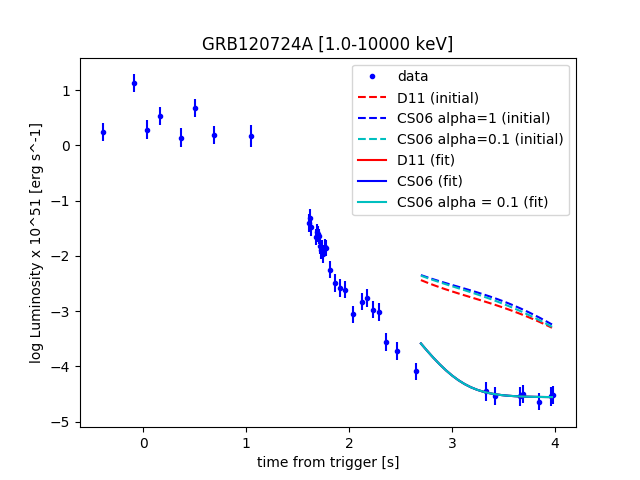 GRB120724A [1.0-10000 keV]
data
D11 (initial)
CS06 alpha=1 (initial)
CS06 alpha=0.1 (initial)
D11 (fit)
CS06 (fit)
CS06 alpha = 0.1 (fit)
log Luminosity x 10^51 [erg s^-1]
1
0
−1
−2
−3
−4
−5
0 1 2 3 4
time from trigger [s]